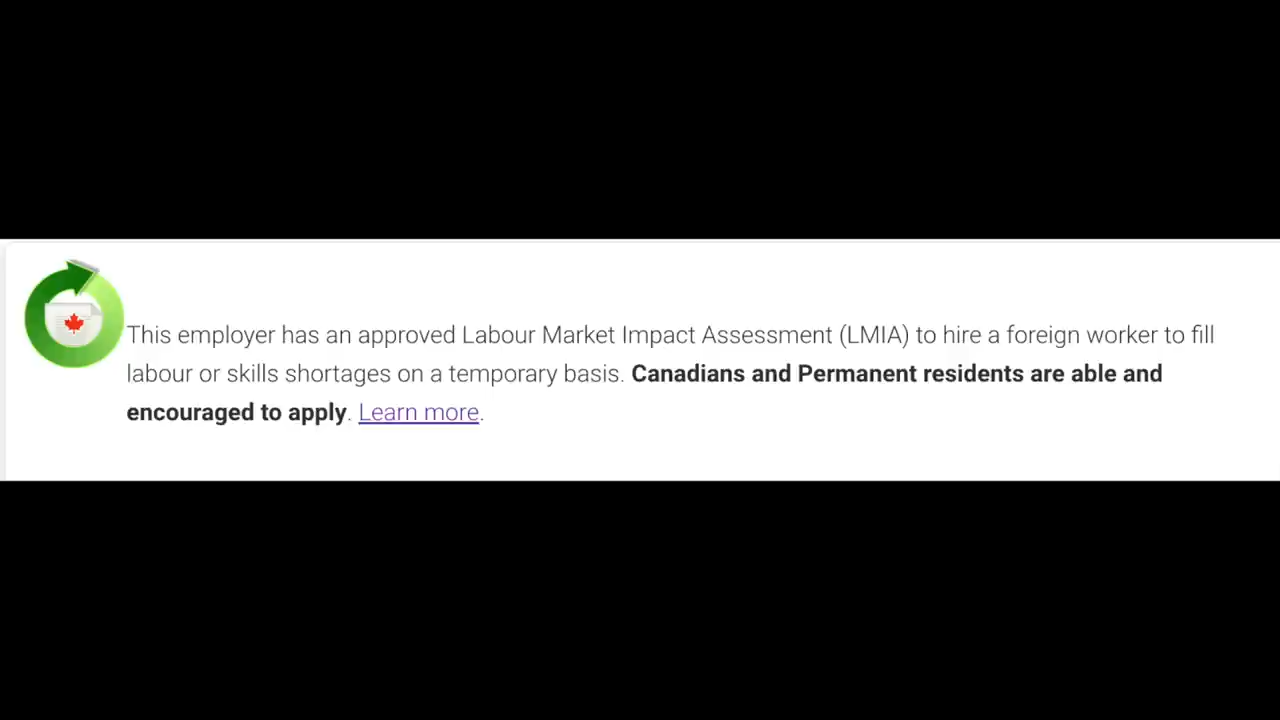 This employer has an approved Labour Market Impact Assessment (LMIA) to hire a foreign worker to fill
labour or skills shortages on a temporary basis. Canadians and Permanent residents are able and
encouraged to apply. Learn more.